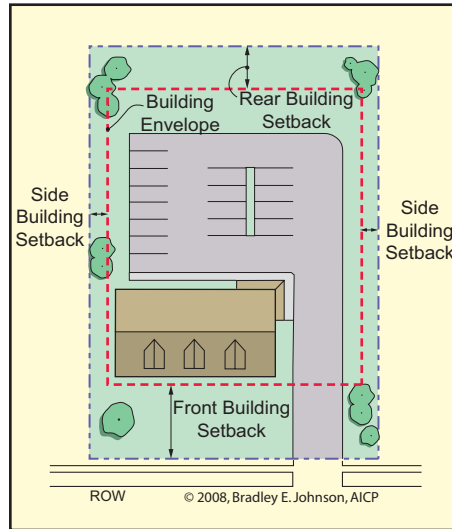 Building
Envelope
Rear Building
Setback
Side
Building
Setback
Side
Building
Setback
Front Building
Setback
ROW
© 2008, Bradley E. Johnson, AICP